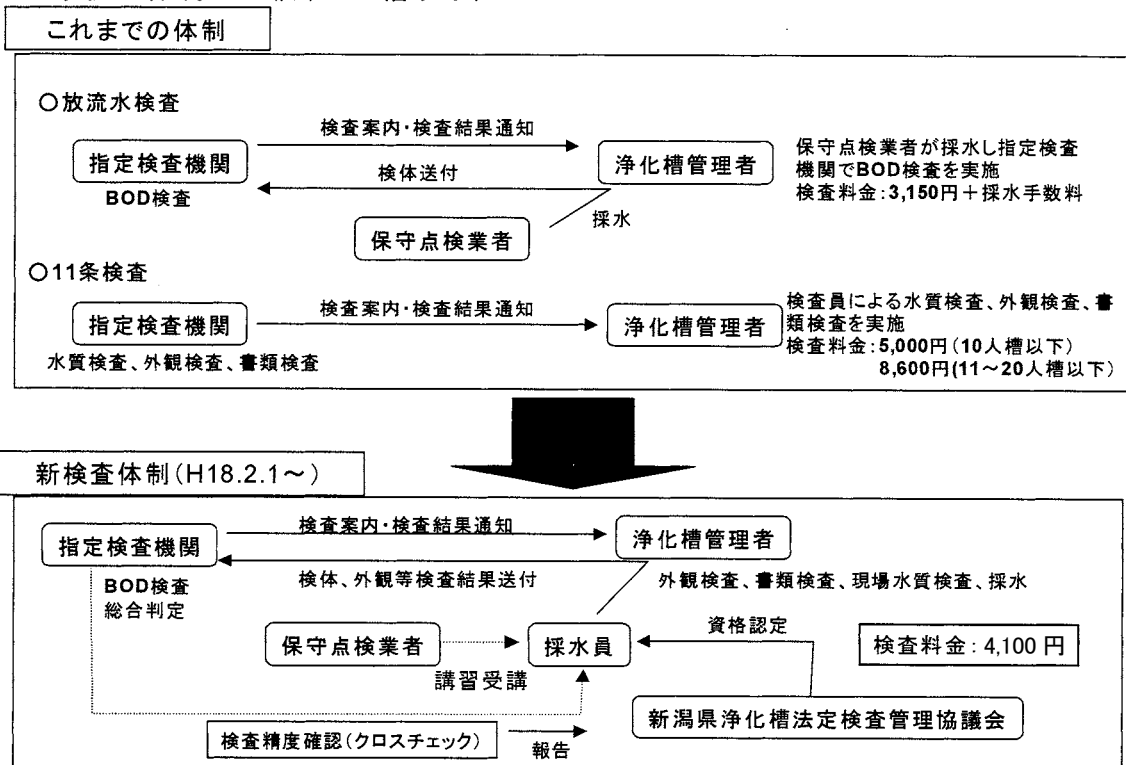 これまでの体制
○放流水検査
検査案内・検査結果通知
指定検査機関
浄化槽管理者
BOD検査
検体送付
保守点検業者が採水し指定検査
機関でBOD検査を実施
検査料金:3,150円+採水手数料
保守点検業者
採水
○11条検査
検査案内・検査結果通知
指定検査機関
浄化槽管理者
水質検査、外観検査、書類検査
検査員による水質検査、外観検査、書
類検査を実施
検査料金:5,000円(10人槽以下)
8,600円(11~20人槽以下)
新検査体制(H18.2.1~)
検査案内・検査結果通知
指定検査機関
浄化槽管理者
BOD検査
総合判定
検体、外観等検査結果送付
外観検査、書類検査、現場水質検査、採水
保守点検業者
採水員
資格認定
検査料金:4,100円
講習受講
新潟県浄化槽法定検査管理協議会
検査精度確認(クロスチェック)
報告